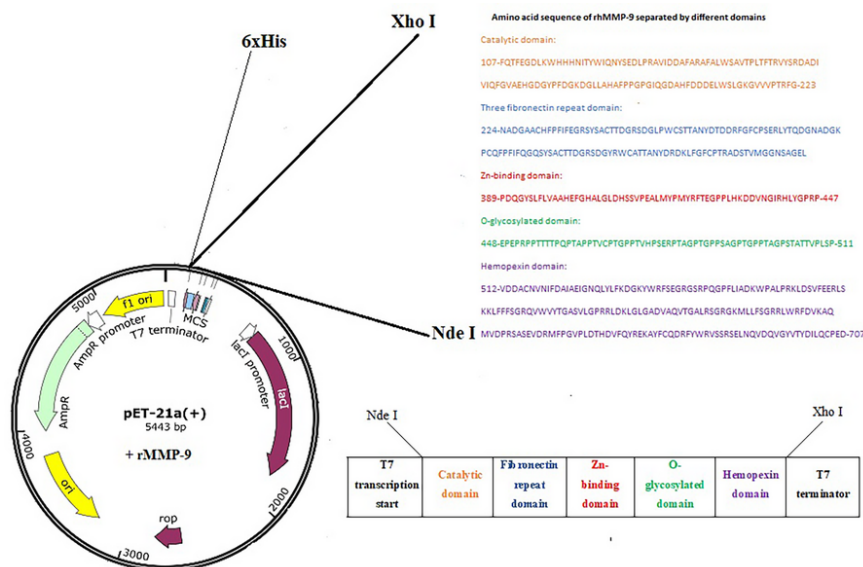 6xHis
Xho I
Nde I
Amino acid sequence of rhMMP-9 separated by different domains
Catalytic domain:
107-FQTFEGDLKWHHHNITYWIQNYSEDLPRAVIDDAFARAFALWSAVTPLTFTRVYSRDADI
VIQFGVAEHGDGYPFDGKDGLLAHAFPPGPGIQGDAHFDDDELWSLGKGVVVPTRFG-223
Three fibronectin repeat domain:
224-NADGAACHFPFIFEGRSYSACTTDGRSDGLPWCSTTANYDTDDRFGFCPSERLYTQDGNADGK
PCQFPFIFQGQSYSACTTDGRSDGYRWCATTANYDRDKLFGFCPTRADSTVMGGNSAGEL
Zn-binding domain:
389-PDQGYSLFLVAAHEFGHALGLDHSSVPEALMYPMYRFTEGPPLHKDDVNGIRHLYGPRP-447
O-glycosylated domain:
448-EPEPRPPTTTTPQPTAPPTVCPTGPPTVHPSERPTAGPTGPPSAGPTGPPTAGPSTATTVPLSP-511
Hemopexin domain:
512-VDDACNVNIFDAIAEIGNQLYLFKDGKYWRFSEGRGSRPQGPFLIADKWPALPRKLDSVFEERLS
KKLFFFSGRQVWVYTGASVLGPRRLDKLGLGADVAQVTGALRSGRGKMLLFSGRRLWRFDVKAQ
MVDPRSASEVDRMFPGVPLDTHDVFQYREKAYFCQDRFYWRVSSRSELNQVDQVGYVTYDILQCPED-707
5000
f1 ori
AmpR promoter
T7 terminator
MCS
lacI promoter
1000
lacI
AmpR
pET-21a(+)
5443 bp
+ rMMP-9
4000
ori
rop
2000
3000
Nde I
Xho I
T7 transcription start
Catalytic domain
Fibronectin repeat domain
Zn-binding domain
O-glycosylated domain
Hemopexin domain
T7 terminator